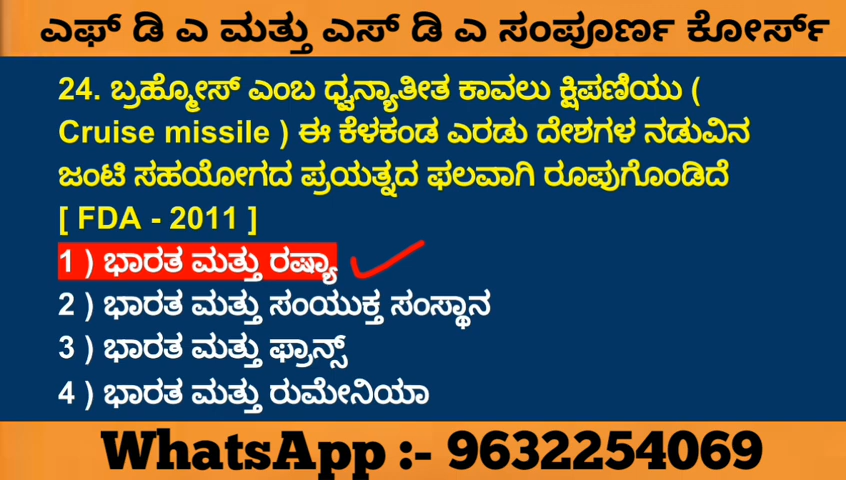 ಎಫ್ ಡಿ ಎ ಮತ್ತು ಎಸ್ ಡಿ ಎ ಸಂಪೂರ್ಣ ಕೋರ್ಸ್
24. ಬ್ರಹ್ಮೋಸ್ ಎಂಬ ಧ್ವನ್ಯಾತೀತ ಕಾವಲು ಕ್ಷಿಪಣಿಯು (
Cruise missile ) ಈ ಕೆಳಕಂಡ ಎರಡು ದೇಶಗಳ ನಡುವಿನ
ಜಂಟಿ ಸಹಯೋಗದ ಪ್ರಯತ್ನದ ಫಲವಾಗಿ ರೂಪುಗೊಂಡಿದೆ
[ FDA - 2011 ]
1 ) ಭಾರತ ಮತ್ತು ರಷ್ಯಾ
2 ) ಭಾರತ ಮತ್ತು ಸಂಯುಕ್ತ ಸಂಸ್ಥಾನ
3 ) ಭಾರತ ಮತ್ತು ಫ್ರಾನ್ಸ್
4 ) ಭಾರತ ಮತ್ತು ರುಮೇನಿಯಾ
WhatsApp :- 9632254069